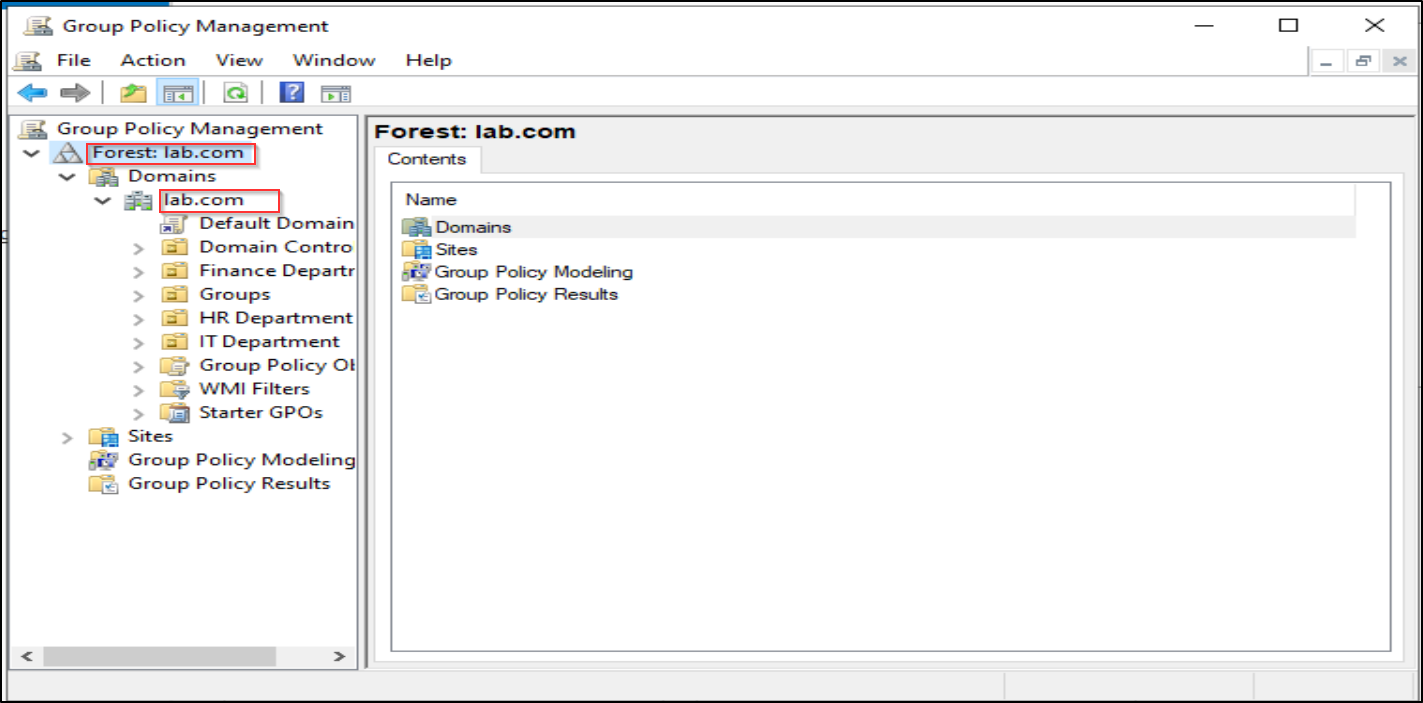 Group Policy Management
File Action View Window Help
Group Policy Management
Forest: lab.com
Domains
lab.com
Default Domain
Domain Contro
Finance Departr
Groups
HR Department
IT Department
Group Policy Ob
WMI Filters
Starter GPOs
Sites
Group Policy Modeling
Group Policy Results
Forest: lab.com
Contents
Name
Domains
Sites
Group Policy Modeling
Group Policy Results